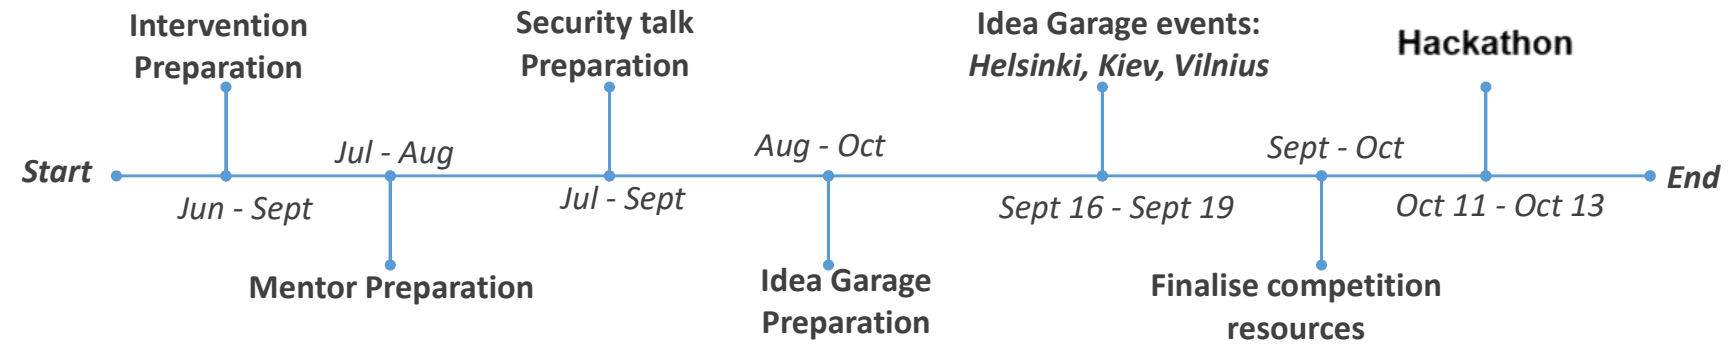 Intervention
Preparation
Security talk
Preparation
Idea Garage events:
Helsinki, Kiev, Vilnius
Hackathon
Jul - Aug
Aug - Oct
Sept - Oct
Start
End
Jun - Sept
Jul - Sept
Sept 16 - Sept 19
Oct 11 - Oct 13
Mentor Preparation
Idea Garage
Preparation
Finalise competition
resources